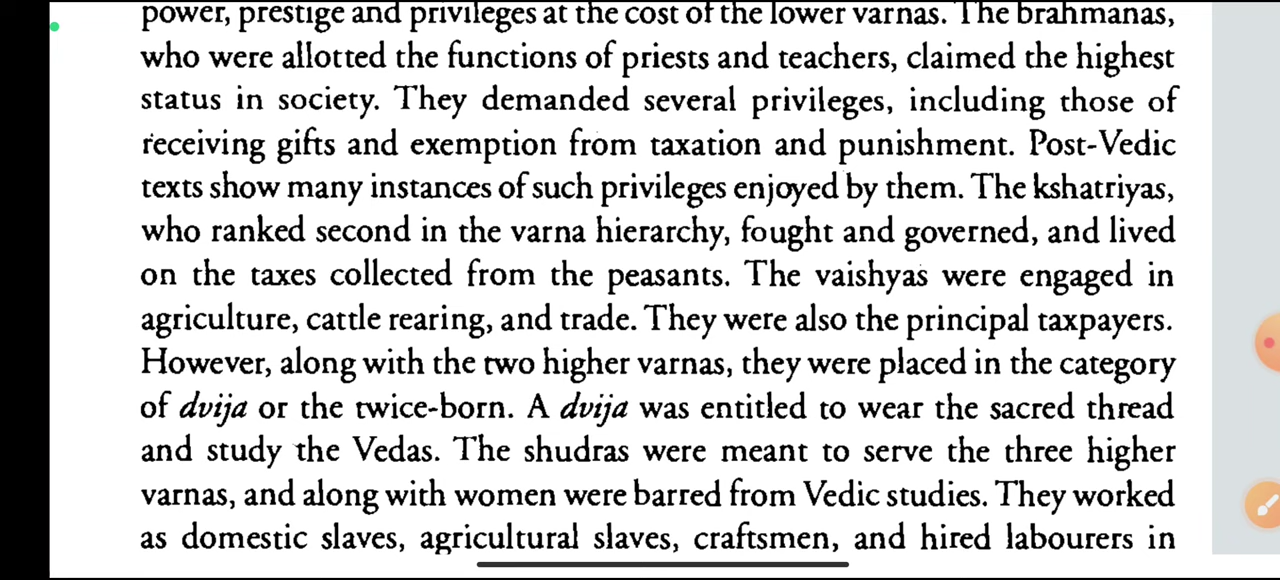 power, prestige and privileges at the cost of the lower varnas. The brahmanas,
who were allotted the functions of priests and teachers, claimed the highest
status in society. They demanded several privileges, including those of
receiving gifts and exemption from taxation and punishment. Post-Vedic
texts show many instances of such privileges enjoyed by them. The kshatriyas,
who ranked second in the varna hierarchy, fought and governed, and lived
on the taxes collected from the peasants. The vaishyas were engaged in
agriculture, cattle rearing, and trade. They were also the principal taxpayers.
However, along with the two higher varnas, they were placed in the category
of dvija or the twice-born. A dvija was entitled to wear the sacred thread
and study the Vedas. The shudras were meant to serve the three higher
varnas, and along with women were barred from Vedic studies. They worked
as domestic slaves, agricultural slaves, craftsmen, and hired labourers in